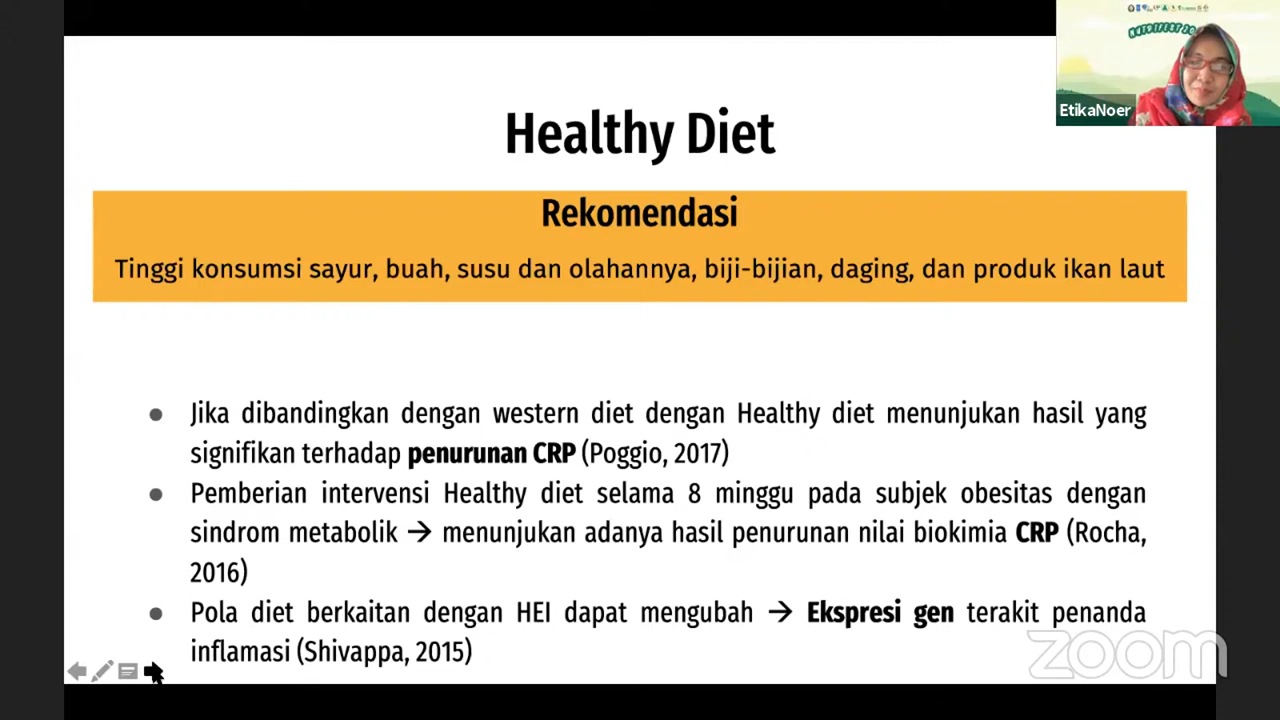 EtikaNoer
Healthy Diet
Rekomendasi
Tinggi konsumsi sayur, buah, susu dan olahannya, biji-bijian, daging, dan produk ikan laut
● Jika dibandingkan dengan western diet dengan Healthy diet menunjukan hasil yang
signifikan terhadap penurunan CRP (Poggio, 2017)
● Pemberian intervensi Healthy diet selama 8 minggu pada subjek obesitas dengan
sindrom metabolik → menunjukan adanya hasil penurunan nilai biokimia CRP (Rocha,
2016)
● Pola diet berkaitan dengan HEI dapat mengubah → Ekspresi gen terakit penanda
inflamasi (Shivappa, 2015)
zoom